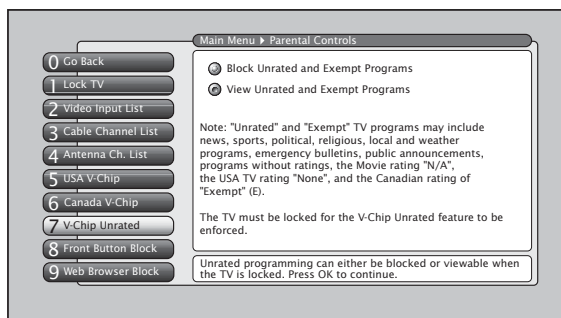 Main Menu ▶ Parental Controls
0 Go Back
1 Lock TV
2 Video Input List
3 Cable Channel List
4 Antenna Ch. List
5 USA V-Chip
6 Canada V-Chip
7 V-Chip Unrated
8 Front Button Block
9 Web Browser Block
Block Unrated and Exempt Programs
View Unrated and Exempt Programs
Note: "Unrated" and "Exempt" TV programs may include
news, sports, political, religious, local and weather
programs, emergency bulletins, public announcements,
programs without ratings, the Movie rating "N/A",
the USA TV rating "None", and the Canadian rating of
"Exempt" (E).
The TV must be locked for the V-Chip Unrated feature to be
enforced.
Unrated programming can either be blocked or viewable when
the TV is locked. Press OK to continue.